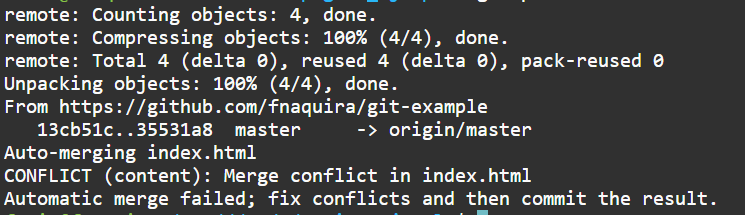 remote: Counting objects: 4, done.
remote: Compressing objects: 100% (4/4), done.
remote: Total 4 (delta 0), reused 4 (delta 0), pack-reused 0
Unpacking objects: 100% (4/4), done.
From https://github.com/fnaquira/git-example
   13cb51c..35531a8  master     -> origin/master
Auto-merging index.html
CONFLICT (content): Merge conflict in index.html
Automatic merge failed; fix conflicts and then commit the result.